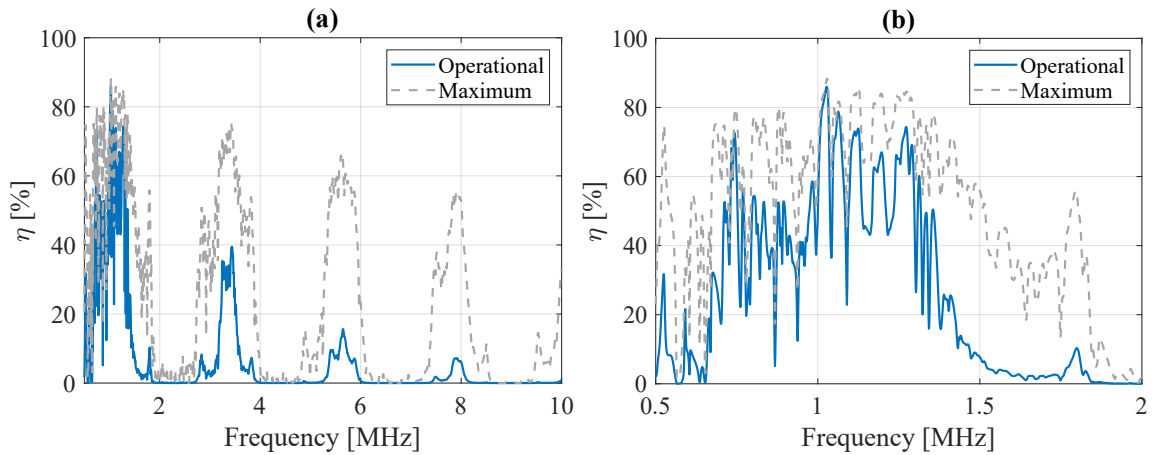 (a)
100
80
60
40
20
0
η [%]
Operational
Maximum
2
4
6
8
10
Frequency [MHz]
(b)
100
80
60
40
20
0
η [%]
Operational
Maximum
0.5
1
1.5
2
Frequency [MHz]